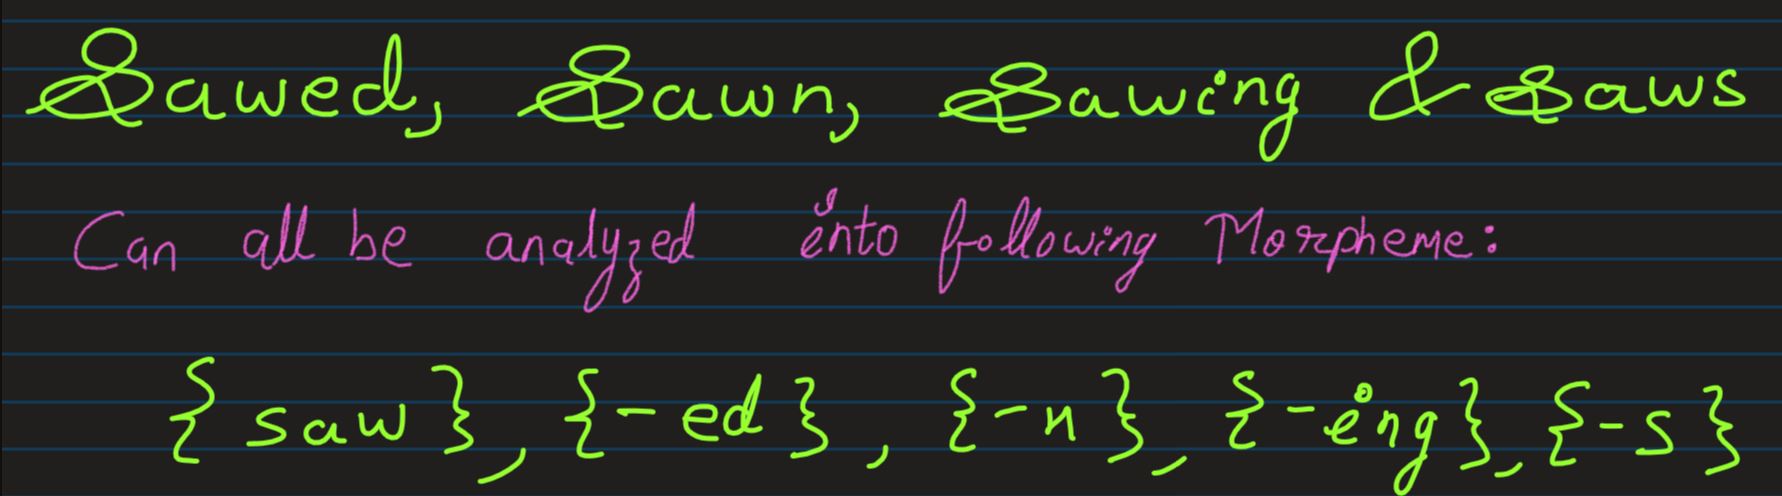 Sawed, Sawn, Sawing & Saws
Can all be analyzed into following Morpheme:
{saw}, {-ed}, {-n}, {-ing}, {-s}